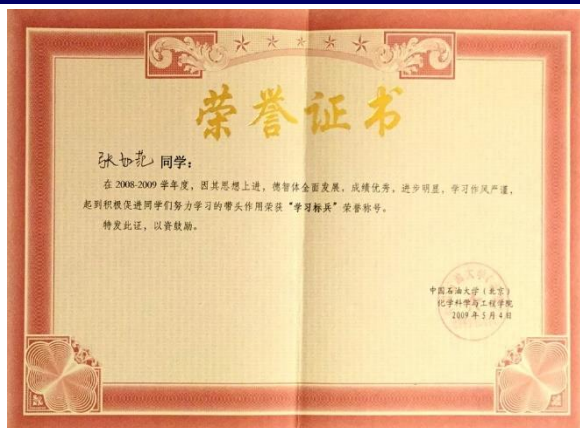 荣誉证书
张如范 同学：
在 2008-2009 学年度，因其思想上进，德智体全面发展，成绩优秀，进步明显，学习作风严谨，
起到积极促进同学们努力学习的带头作用荣获“学习标兵”荣誉称号。
特发此证，以资鼓励。
中国石油大学（北京）
化学科学与工程学院
2009 年 5 月 4 日